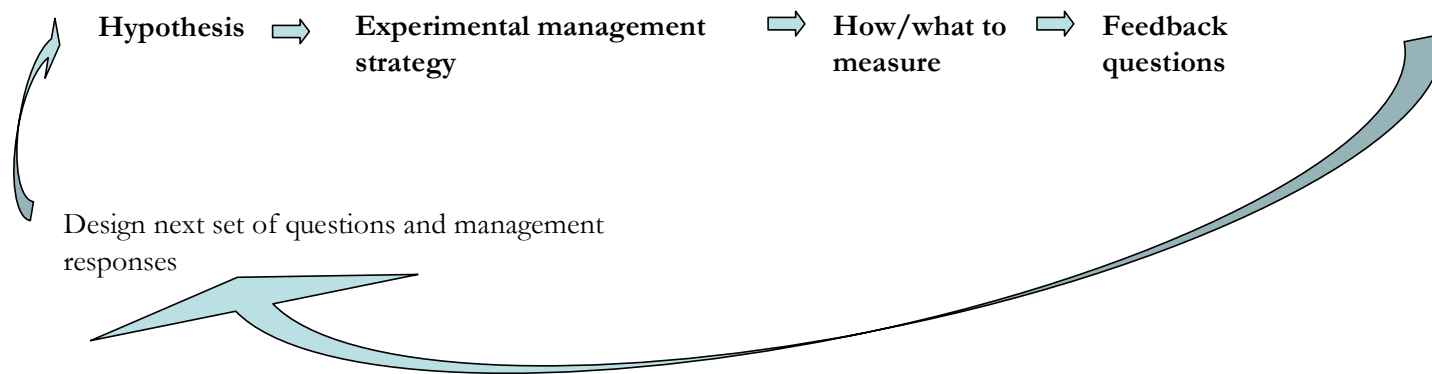 Hypothesis
Experimental management
strategy
How/what to
measure
Feedback
questions
Design next set of questions and management
responses